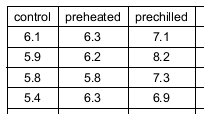 control preheated prechilled
6.1 6.3 7.1
5.9 6.2 8.2
5.8 5.8 7.3
5.4 6.3 6.9